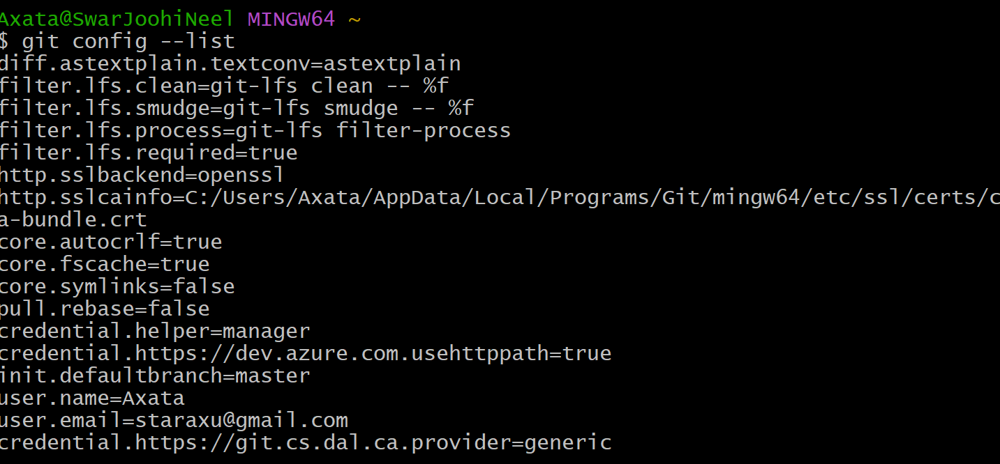 Axata@SwarJoohiNeel MINGW64 ~
$ git config --list
diff.astextplain.textconv=astextplain
filter.lfs.clean=git-lfs clean -- %f
filter.lfs.smudge=git-lfs smudge -- %f
filter.lfs.process=git-lfs filter-process
filter.lfs.required=true
http.sslbackend=openssl
http.sslcainfo=C:/Users/Axata/AppData/Local/Programs/Git/mingw64/etc/ssl/certs/c
a-bundle.crt
core.autocrlf=true
core.fscache=true
core.symlinks=false
pull.rebase=false
credential.helper=manager
credential.https://dev.azure.com.usehttppath=true
init.defaultbranch=master
user.name=Axata
user.email=staraxu@gmail.com
credential.https://git.cs.dal.ca.provider=generic